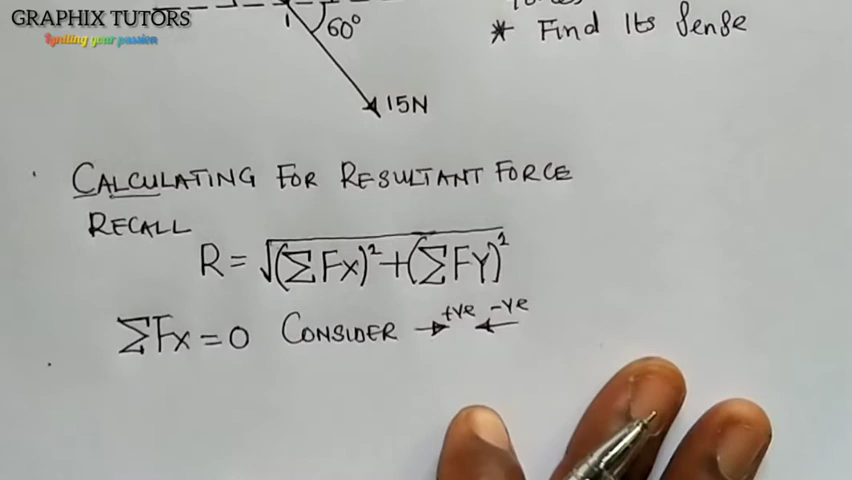 GRAPHIX TUTORS
Igniting your passion
60°
* Find Its Sense
15N
CALCULATING FOR RESULTANT FORCE
RECALL
R = √(ΣFx)² + (ΣFY)²
ΣFx = 0 CONSIDER → +ve ← -ve